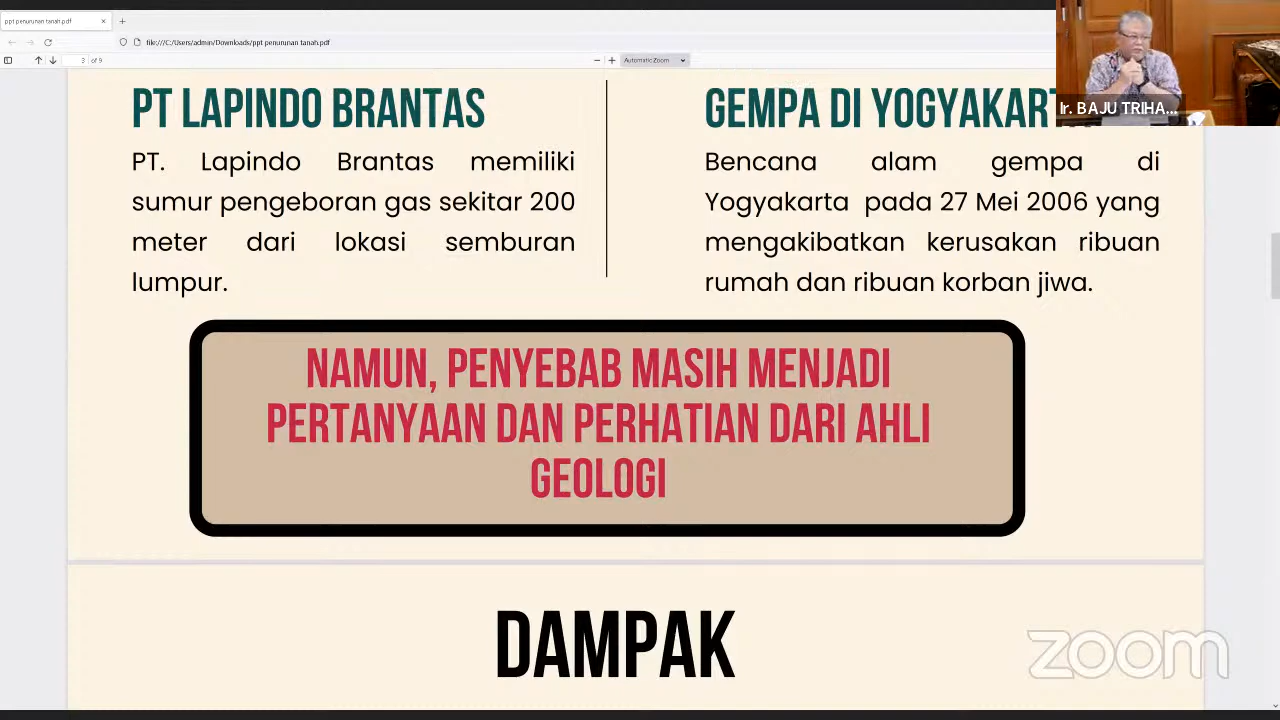 ppt penurunan tanah.pdf
file:///C:/Users/admin/Downloads/ppt penurunan tanah.pdf
3 of 9
Automatic Zoom
Ir. BAJU TRIHA...
PT LAPINDO BRANTAS
PT. Lapindo Brantas memiliki
sumur pengeboran gas sekitar 200
meter dari lokasi semburan
lumpur.
GEMPA DI YOGYAKART
Bencana alam gempa di
Yogyakarta pada 27 Mei 2006 yang
mengakibatkan kerusakan ribuan
rumah dan ribuan korban jiwa.
NAMUN, PENYEBAB MASIH MENJADI
PERTANYAAN DAN PERHATIAN DARI AHLI
GEOLOGI
DAMPAK
zoom